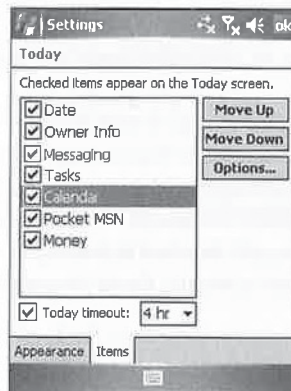 Settings
ok
Today
Checked items appear on the Today screen.
Date
Owner Info
Messaging
Tasks
Calendar
Pocket MSN
Money
Move Up
Move Down
Options...
Today timeout: 4 hr
Appearance Items